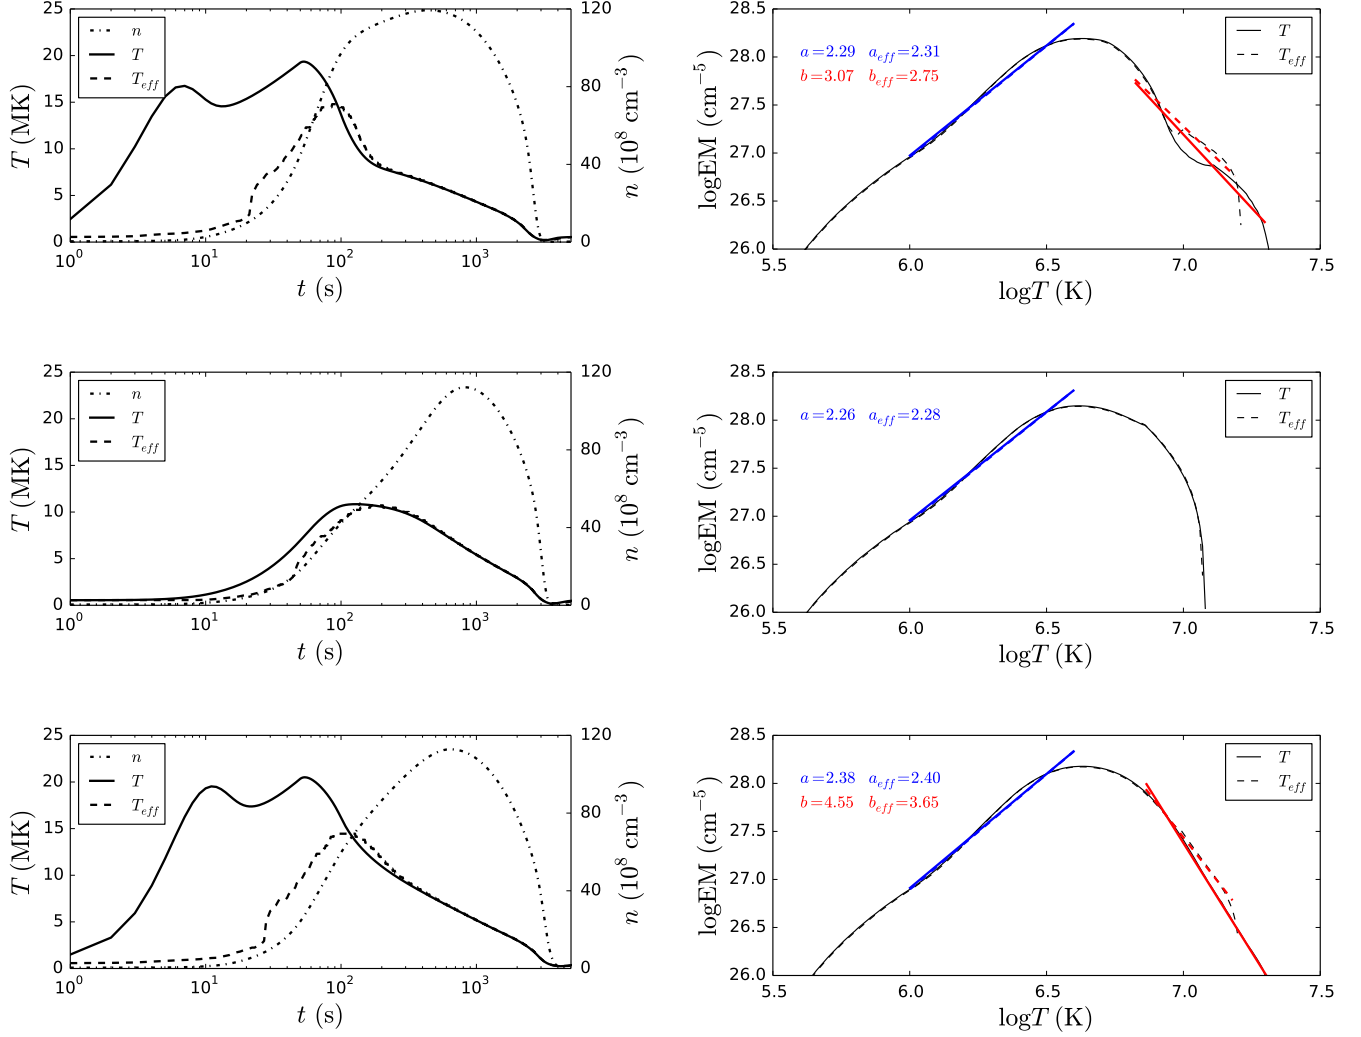 25
20
15
10
5
0
T (MK)
n
T
T_eff
120
80
40
0
n (10^8 cm^−3)
10^0 10^1 10^2 10^3
t (s)
28.5
28.0
27.5
27.0
26.5
26.0
logEM (cm^−5)
a=2.29 a_eff=2.31
b=3.07 b_eff=2.75
T
T_eff
5.5 6.0 6.5 7.0 7.5
logT (K)
25
20
15
10
5
0
T (MK)
n
T
T_eff
120
80
40
0
n (10^8 cm^−3)
10^0 10^1 10^2 10^3
t (s)
28.5
28.0
27.5
27.0
26.5
26.0
logEM (cm^−5)
a=2.26 a_eff=2.28
T
T_eff
5.5 6.0 6.5 7.0 7.5
logT (K)
25
20
15
10
5
0
T (MK)
n
T
T_eff
120
80
40
0
n (10^8 cm^−3)
10^0 10^1 10^2 10^3
t (s)
28.5
28.0
27.5
27.0
26.5
26.0
logEM (cm^−5)
a=2.38 a_eff=2.40
b=4.55 b_eff=3.65
T
T_eff
5.5 6.0 6.5 7.0 7.5
logT (K)